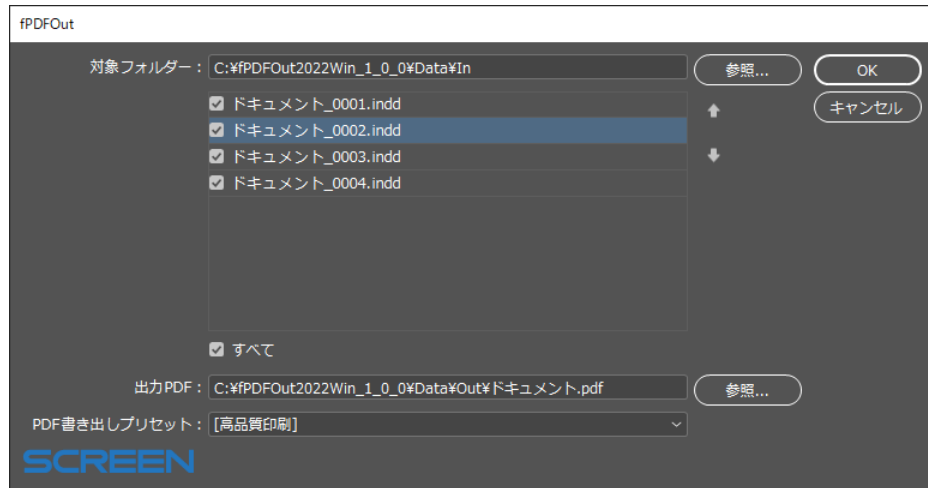 fPDFOut
対象フォルダー： C:¥fPDFOut2022Win_1_0_0¥Data¥In 参照... OK
キャンセル
ドキュメント_0001.indd
ドキュメント_0002.indd
ドキュメント_0003.indd
ドキュメント_0004.indd
すべて
出力PDF： C:¥fPDFOut2022Win_1_0_0¥Data¥Out¥ドキュメント.pdf 参照...
PDF書き出しプリセット： [高品質印刷]
SCREEN